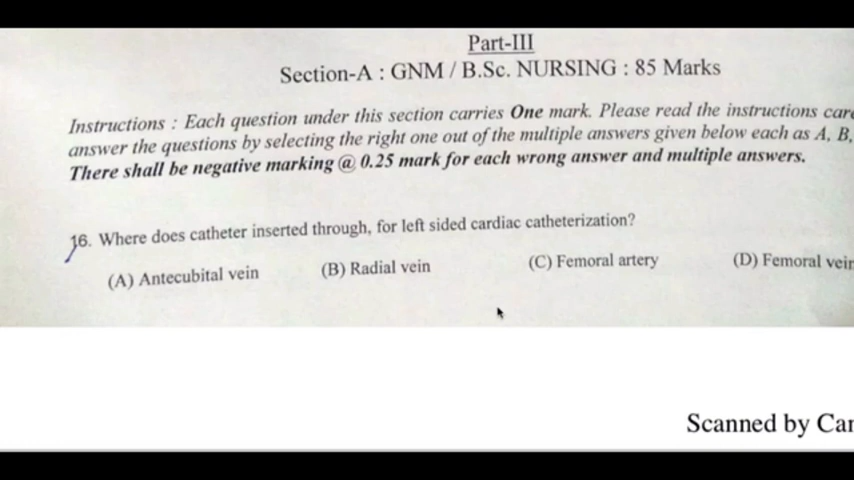 Part-III
Section-A : GNM / B.Sc. NURSING : 85 Marks
Instructions : Each question under this section carries One mark. Please read the instructions
answer the questions by selecting the right one out of the multiple answers given below each as A, B,
There shall be negative marking @ 0.25 mark for each wrong answer and multiple answers.
16. Where does catheter inserted through, for left sided cardiac catheterization?
(A) Antecubital vein (B) Radial vein (C) Femoral artery (D) Femoral
Scanned by